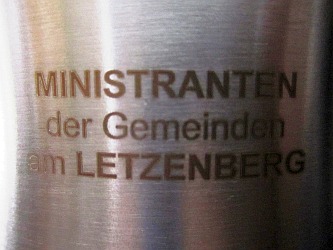 MINISTRANTEN
der Gemeinden
am LETZENBERG